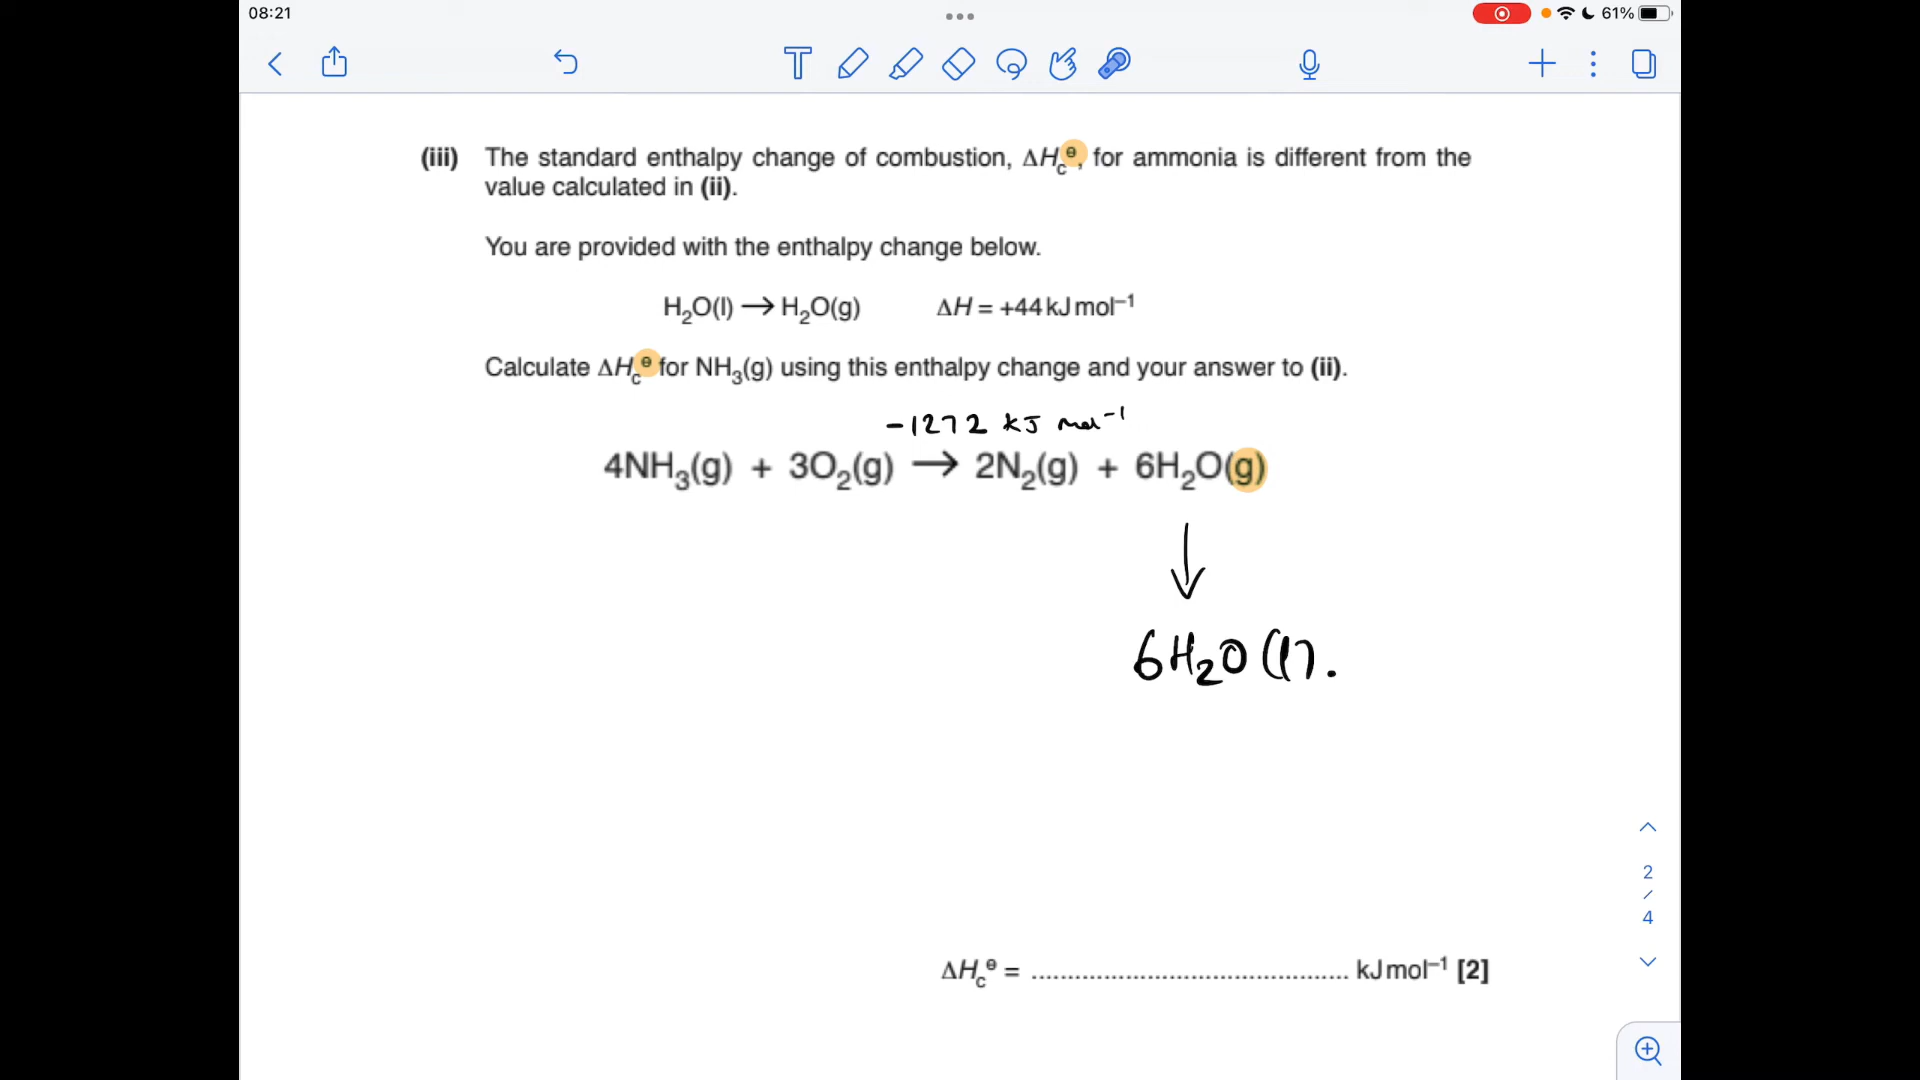 08:21
61%
(iii) The standard enthalpy change of combustion, ΔHc⦵, for ammonia is different from the
value calculated in (ii).
You are provided with the enthalpy change below.
H₂O(l) → H₂O(g) ΔH = +44 kJ mol⁻¹
Calculate ΔHc⦵ for NH₃(g) using this enthalpy change and your answer to (ii).
-1272 kJ mol⁻¹
4NH₃(g) + 3O₂(g) → 2N₂(g) + 6H₂O(g)
↓
6H₂O (l).
2
/
4
ΔHc⦵ = ............................................ kJ mol⁻¹ [2]